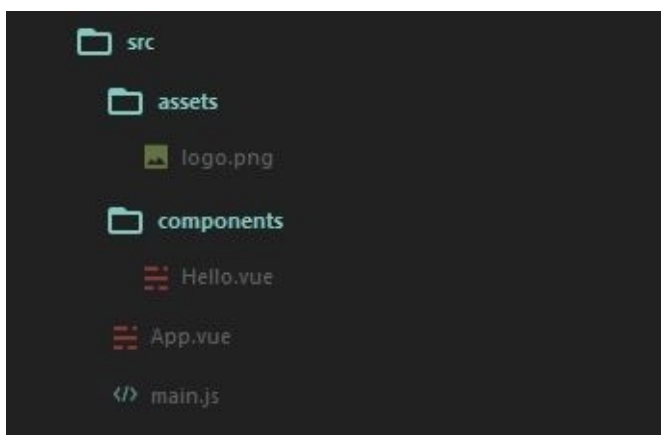 src
assets
logo.png
components
Hello.vue
App.vue
main.js